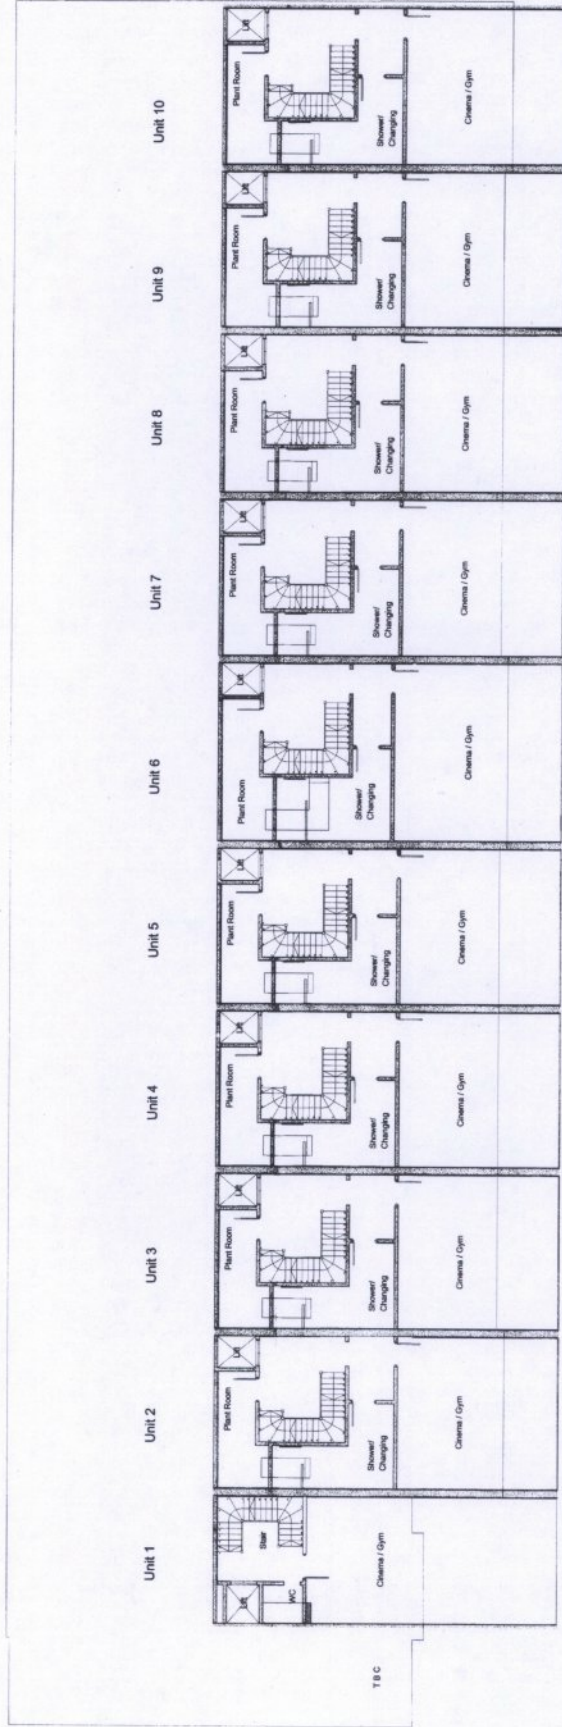 Unit 1
Lift
Stair
WC
Cinema / Gym
TBC
Unit 2
Plant Room
Lift
Shower/
Changing
Cinema / Gym
Unit 3
Plant Room
Lift
Shower/
Changing
Cinema / Gym
Unit 4
Plant Room
Lift
Shower/
Changing
Cinema / Gym
Unit 5
Plant Room
Lift
Shower/
Changing
Cinema / Gym
Unit 6
Plant Room
Lift
Shower/
Changing
Cinema / Gym
Unit 7
Plant Room
Lift
Shower/
Changing
Cinema / Gym
Unit 8
Plant Room
Lift
Shower/
Changing
Cinema / Gym
Unit 9
Plant Room
Lift
Shower/
Changing
Cinema / Gym
Unit 10
Plant Room
Lift
Shower/
Changing
Cinema / Gym